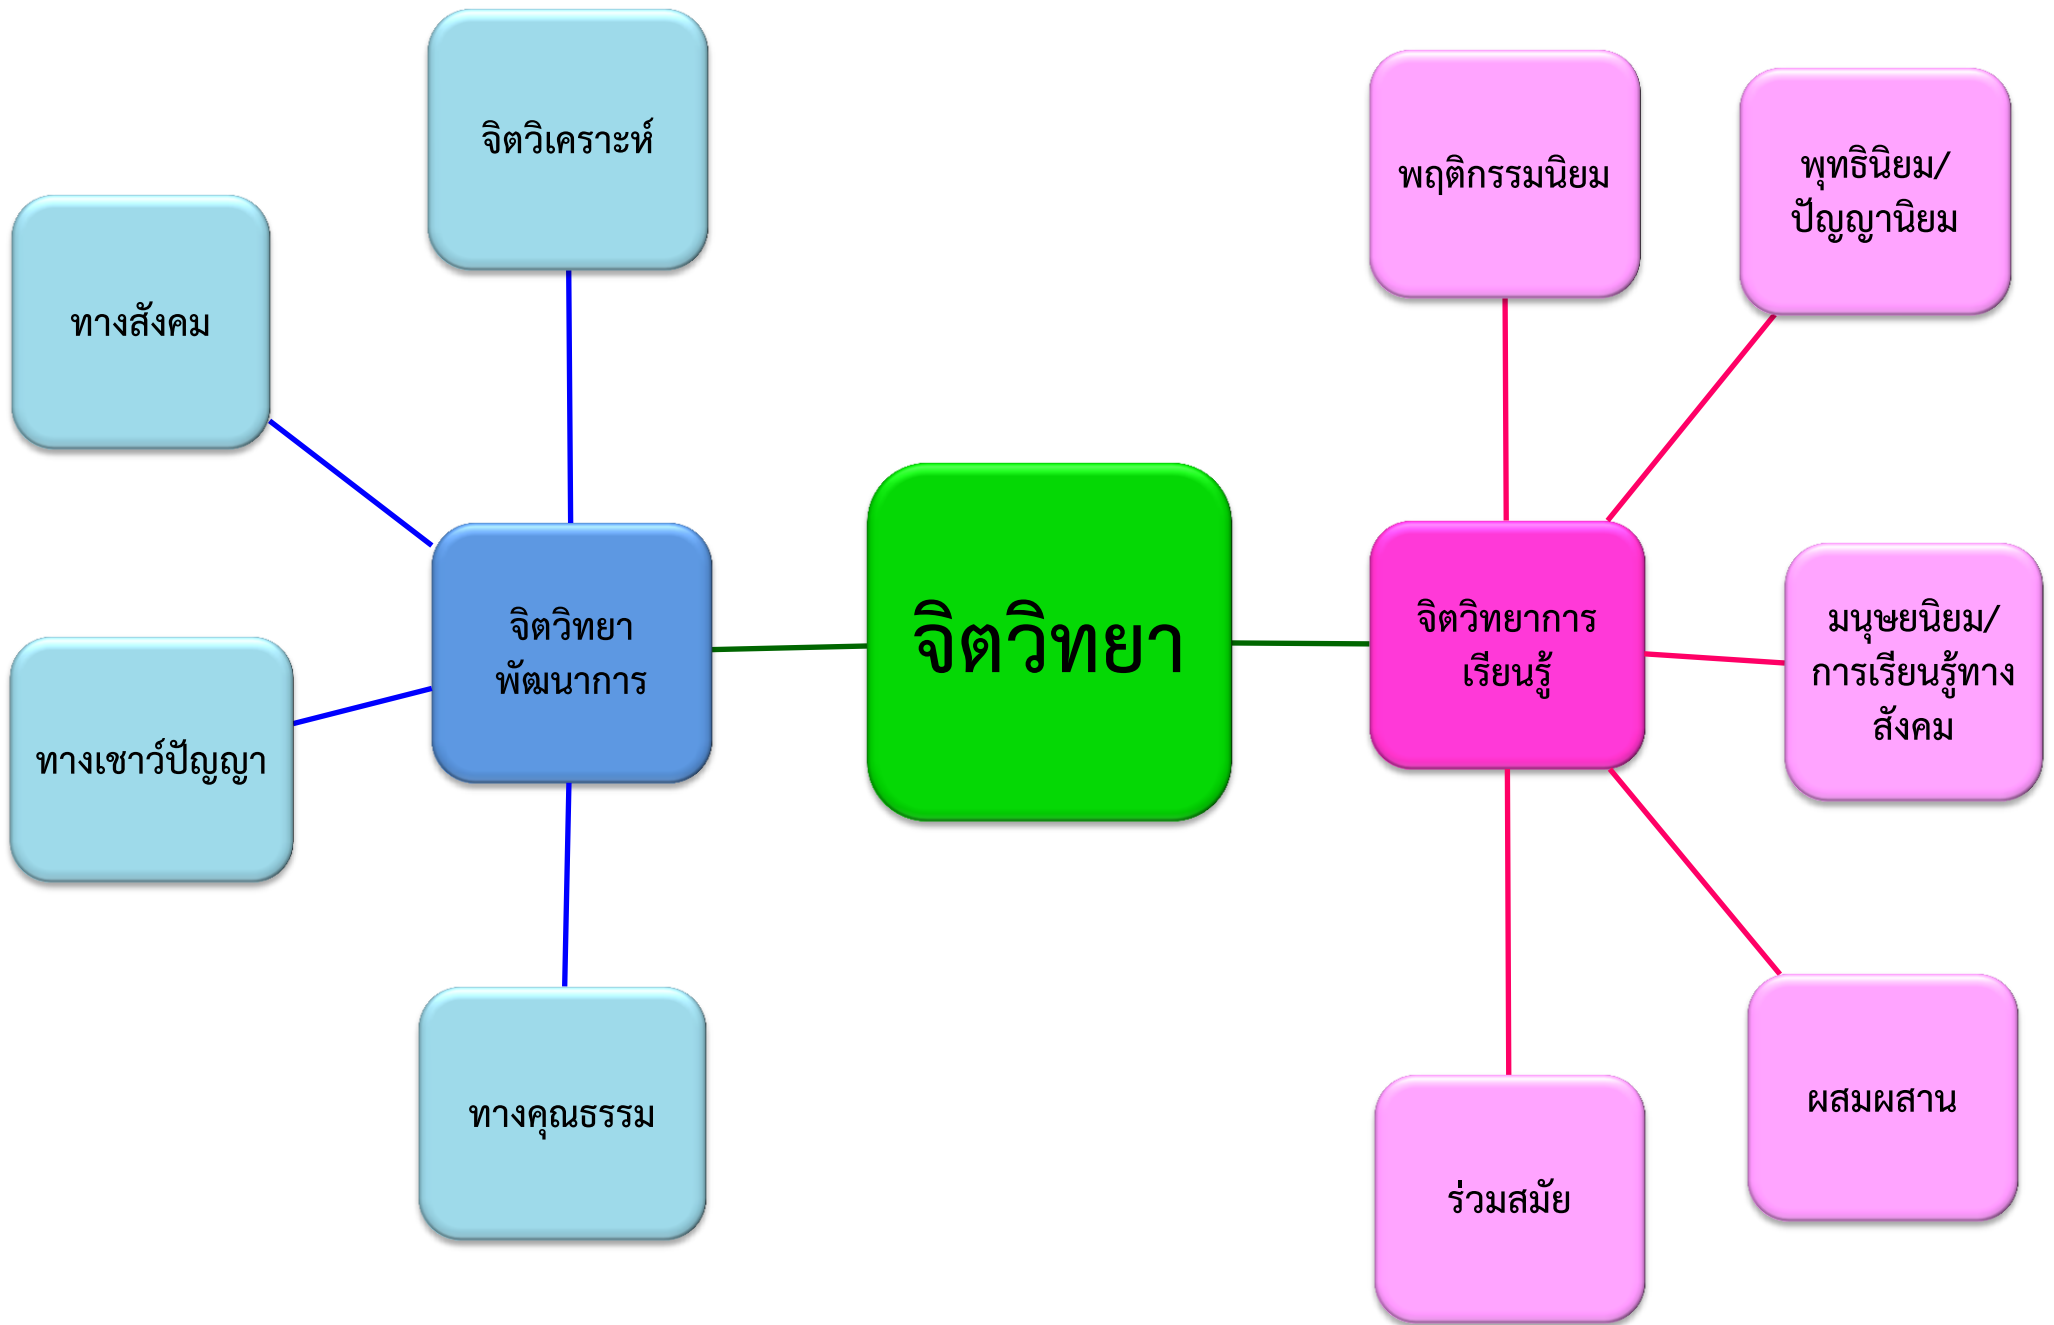 จิตวิเคราะห์
ทางสังคม
จิตวิทยา
พัฒนาการ
ทางเชาว์ปัญญา
ทางคุณธรรม
จิตวิทยา
พฤติกรรมนิยม
พุทธินิยม/
ปัญญานิยม
จิตวิทยาการ
เรียนรู้
มนุษยนิยม/
การเรียนรู้ทาง
สังคม
ผสมผสาน
ร่วมสมัย